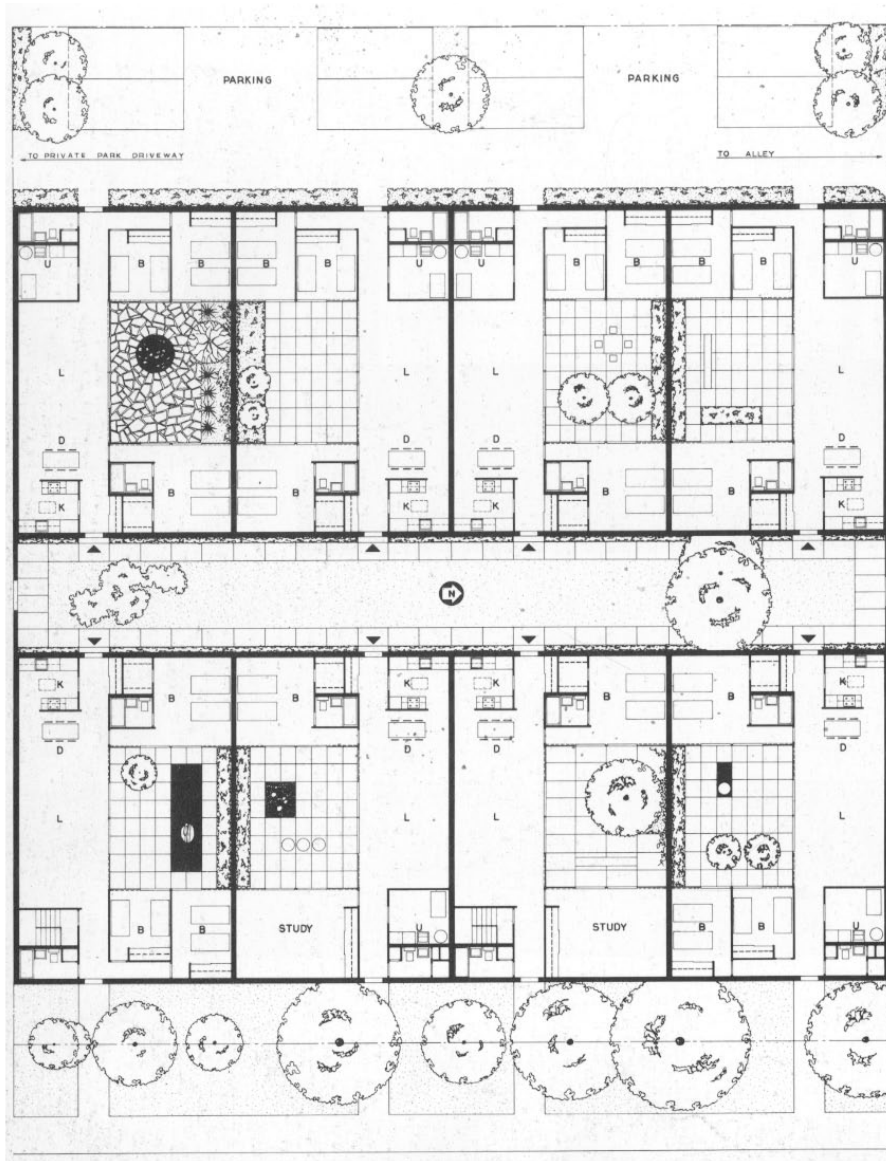 PARKING PARKING
TO PRIVATE PARK DRIVEWAY TO ALLEY
U B B B B U U B B B B U
L L L L
D D D D
B B B B
K K K K
N
K K K K
B B B B
D D D D
L L L L
B B STUDY U STUDY B B U